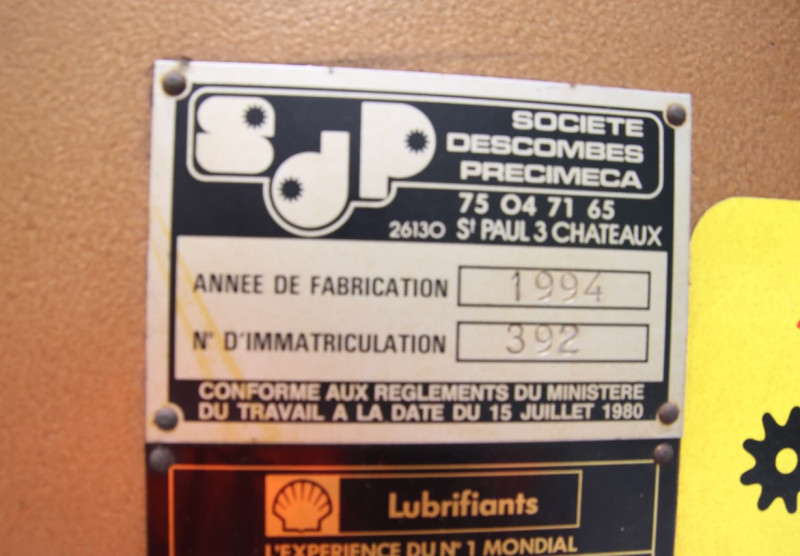 SdP
SOCIETE
DESCOMBES
PRECIMECA
75 04 71 65
26130 St PAUL 3 CHATEAUX
ANNEE DE FABRICATION 1994
N° D'IMMATRICULATION 392
CONFORME AUX REGLEMENTS DU MINISTERE
DU TRAVAIL A LA DATE DU 15 JUILLET 1980
Lubrifiants
L'EXPERIENCE DU N° 1 MONDIAL